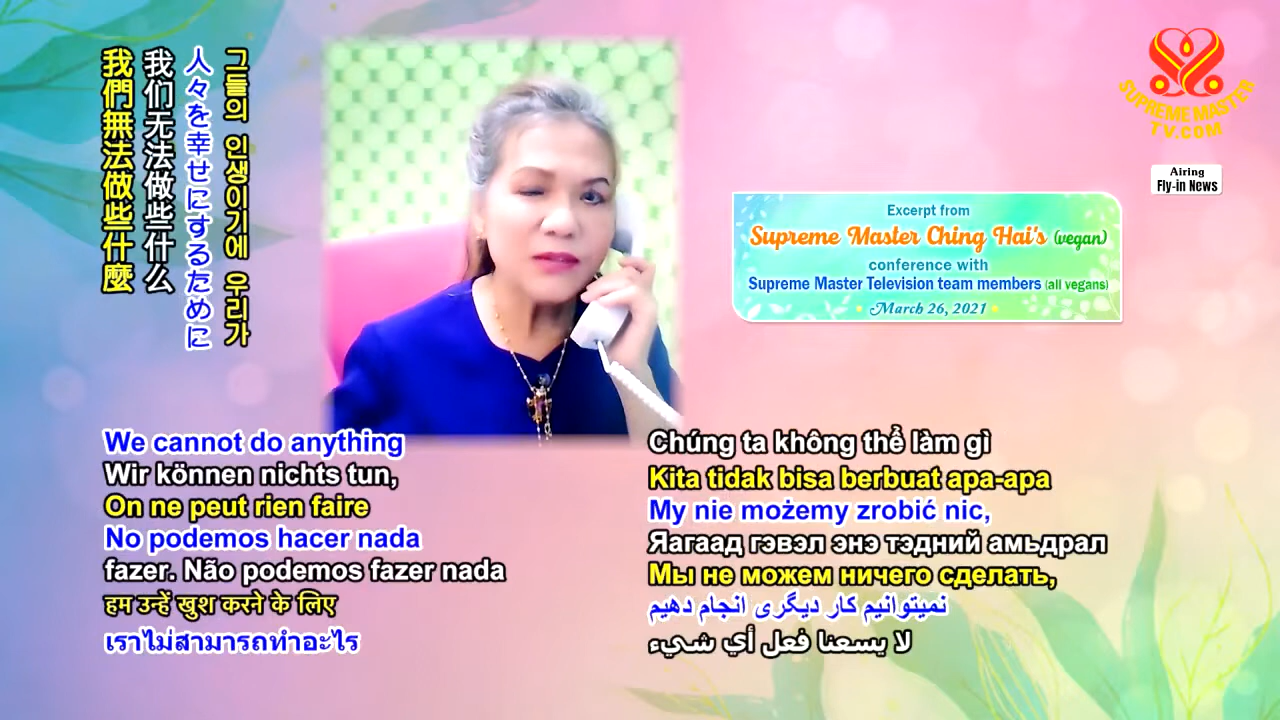 我們無法做些什麼
我们无法做些什么
人々を幸せにするために
그들의 인생이기에 우리가
SUPREME MASTER
TV.COM
Airing
Fly-in News
Excerpt from
Supreme Master Ching Hai's (vegan)
conference with
Supreme Master Television team members (all vegans)
March 26, 2021
We cannot do anything
Wir können nichts tun,
On ne peut rien faire
No podemos hacer nada
fazer. Não podemos fazer nada
हम उन्हें खुश करने के लिए
เราไม่สามารถทำอะไร
Chúng ta không thể làm gì
Kita tidak bisa berbuat apa-apa
My nie możemy zrobić nic,
Яагаад гэвэл энэ тэдний амьдрал
Мы не можем ничего сделать,
نمیتوانیم کار دیگری انجام دهیم
لا يسعنا فعل أي شيء